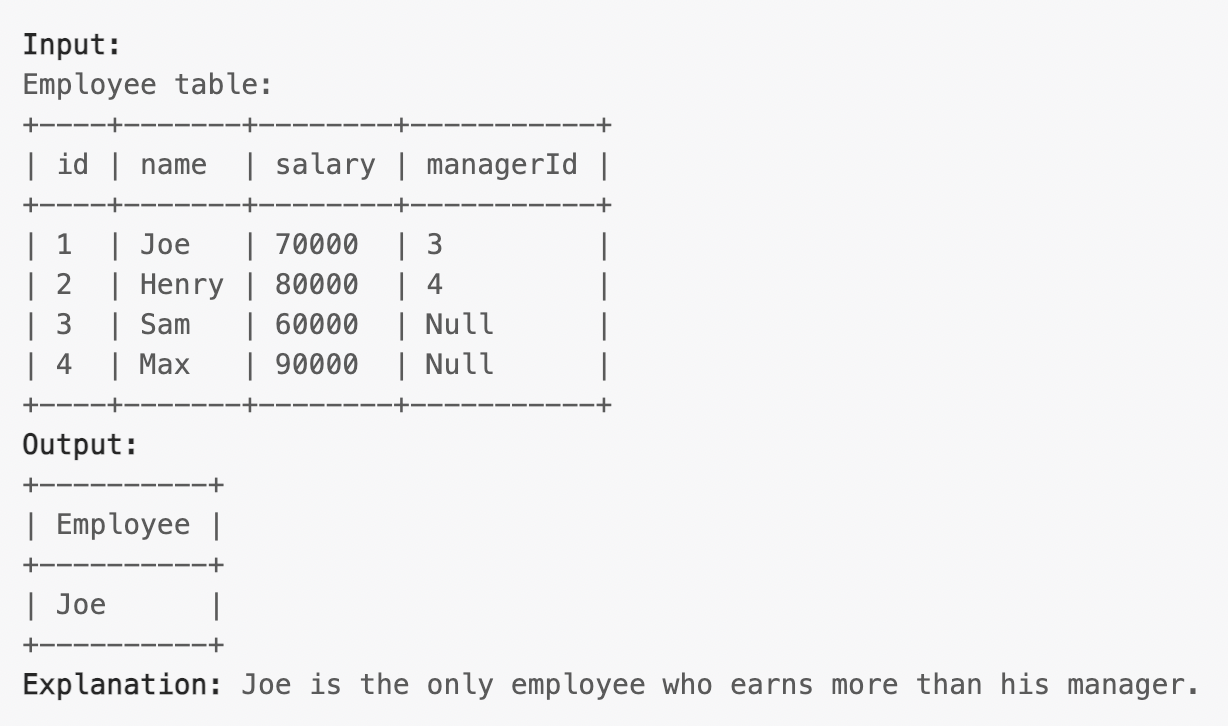 Input:
Employee table:
+----+-------+--------+-----------+
| id | name  | salary | managerId |
+----+-------+--------+-----------+
| 1  | Joe   | 70000  | 3         |
| 2  | Henry | 80000  | 4         |
| 3  | Sam   | 60000  | Null      |
| 4  | Max   | 90000  | Null      |
+----+-------+--------+-----------+
Output:
+----------+
| Employee |
+----------+
| Joe      |
+----------+
Explanation: Joe is the only employee who earns more than his manager.